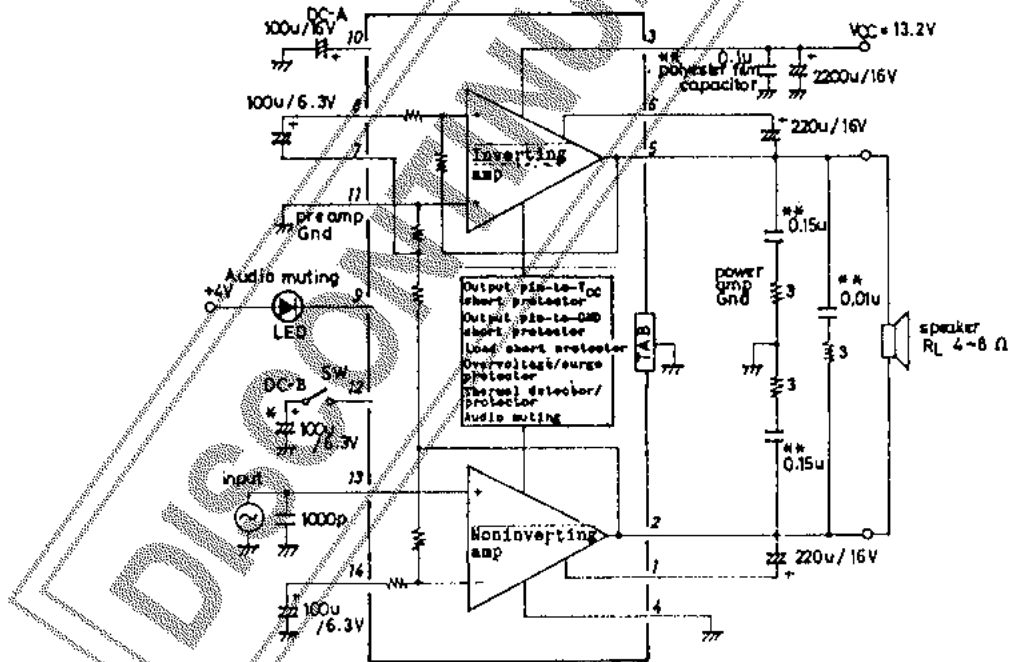 DC-A
100u/16V
10
3
VCC = 13.2V
**
0.1u
polyester film
capacitor
2200u/16V
100u/6.3V
8
6
220u/16V
7
Inverting
amp
5
11
preamp
Gnd
**
0.15u
Audio muting
+4V
9
LED
power
amp
Gnd
3
**
0.01u
3
Output pin-to-VCC
short protector
Output pin-to-GND
short protector
Load short protector
Overvoltage/surge
protector
Thermal detector/
protector
Audio muting
TAB
speaker
RL 4~8 Ω
DC-B
SW
12
*
100u
/6.3V
3
**
0.15u
input
13
1000p
Noninverting
amp
2
220u/16V
14
1
100u
/6.3V
4
DISCONTINU